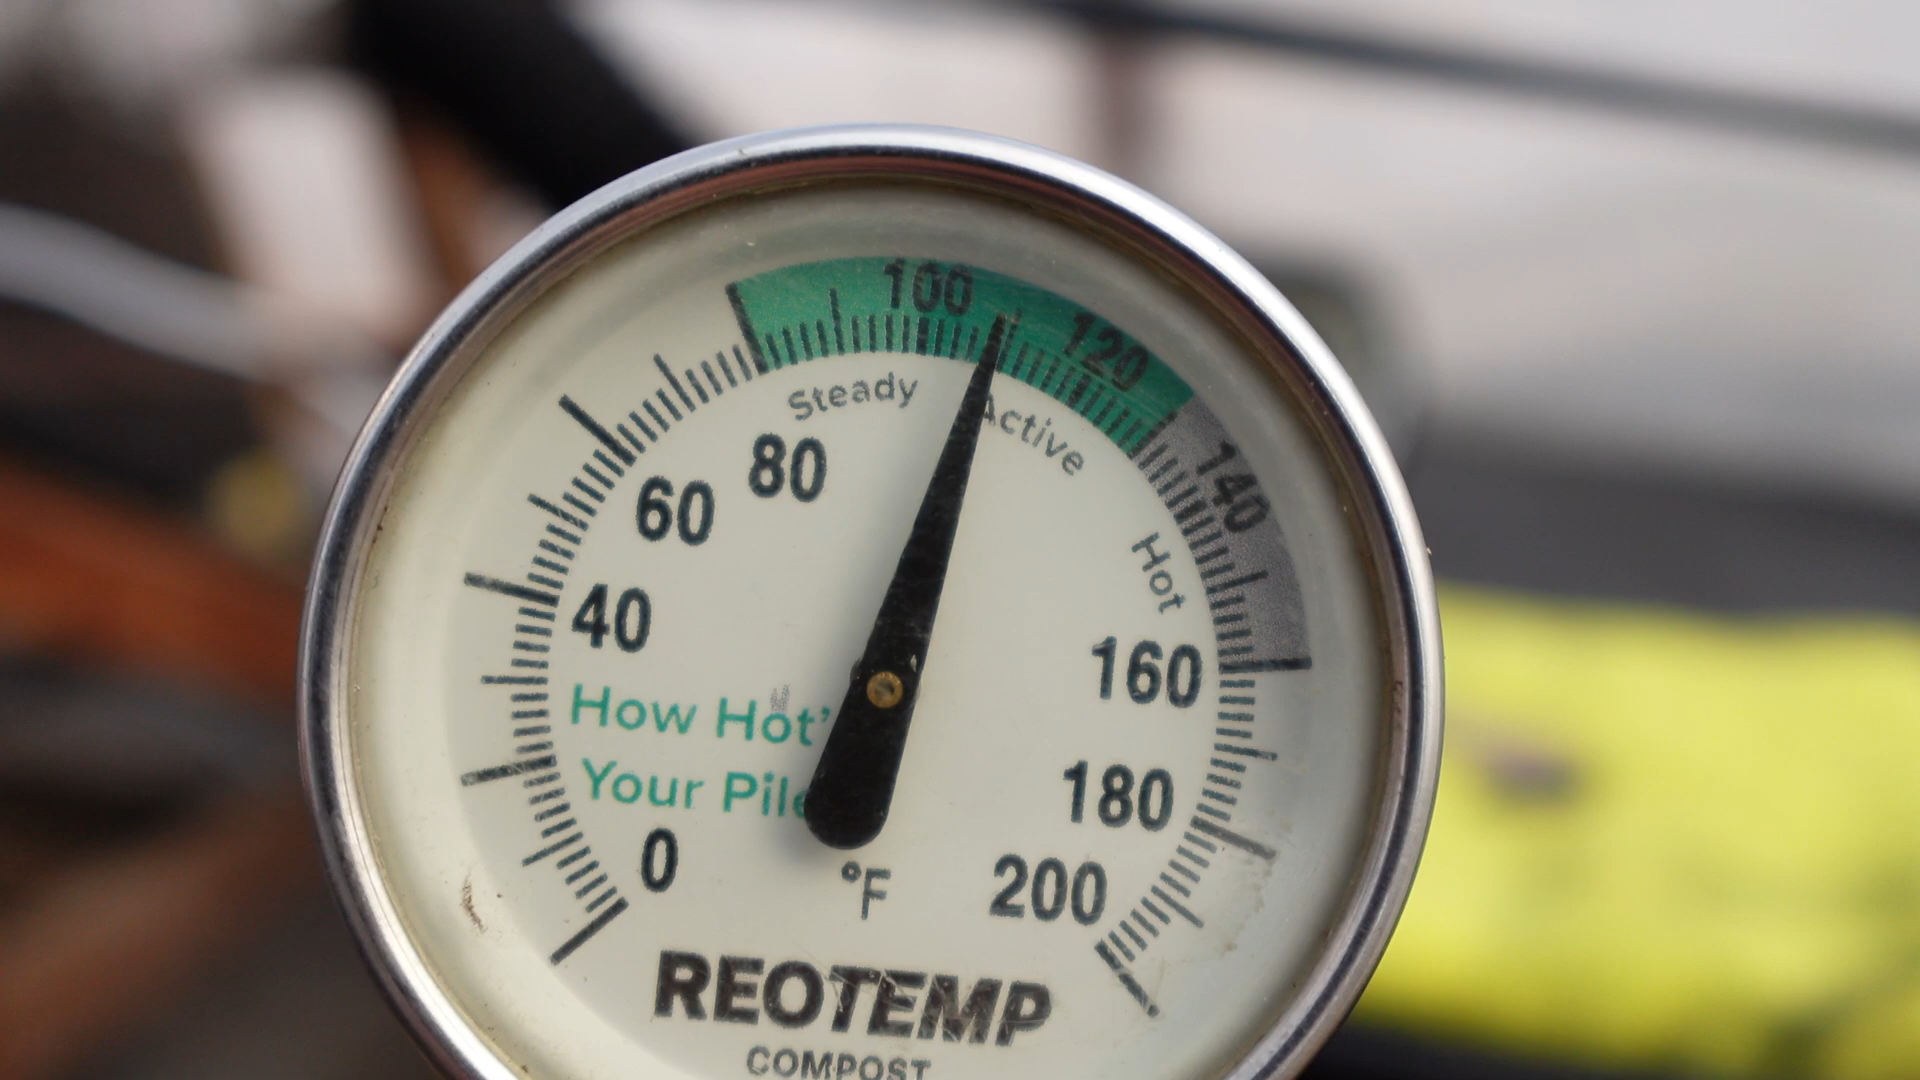 100
120
Steady
Active
140
80
60
Hot
40
160
How Hot'
Your Pile
180
0
°F
200
REOTEMP
COMPOST